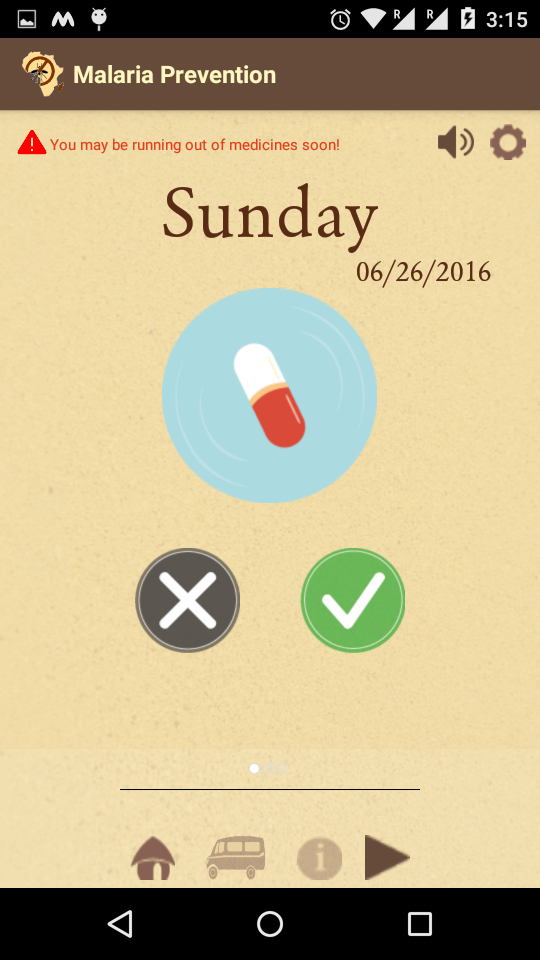 R R 3:15
Malaria Prevention
You may be running out of medicines soon!
Sunday
06/26/2016